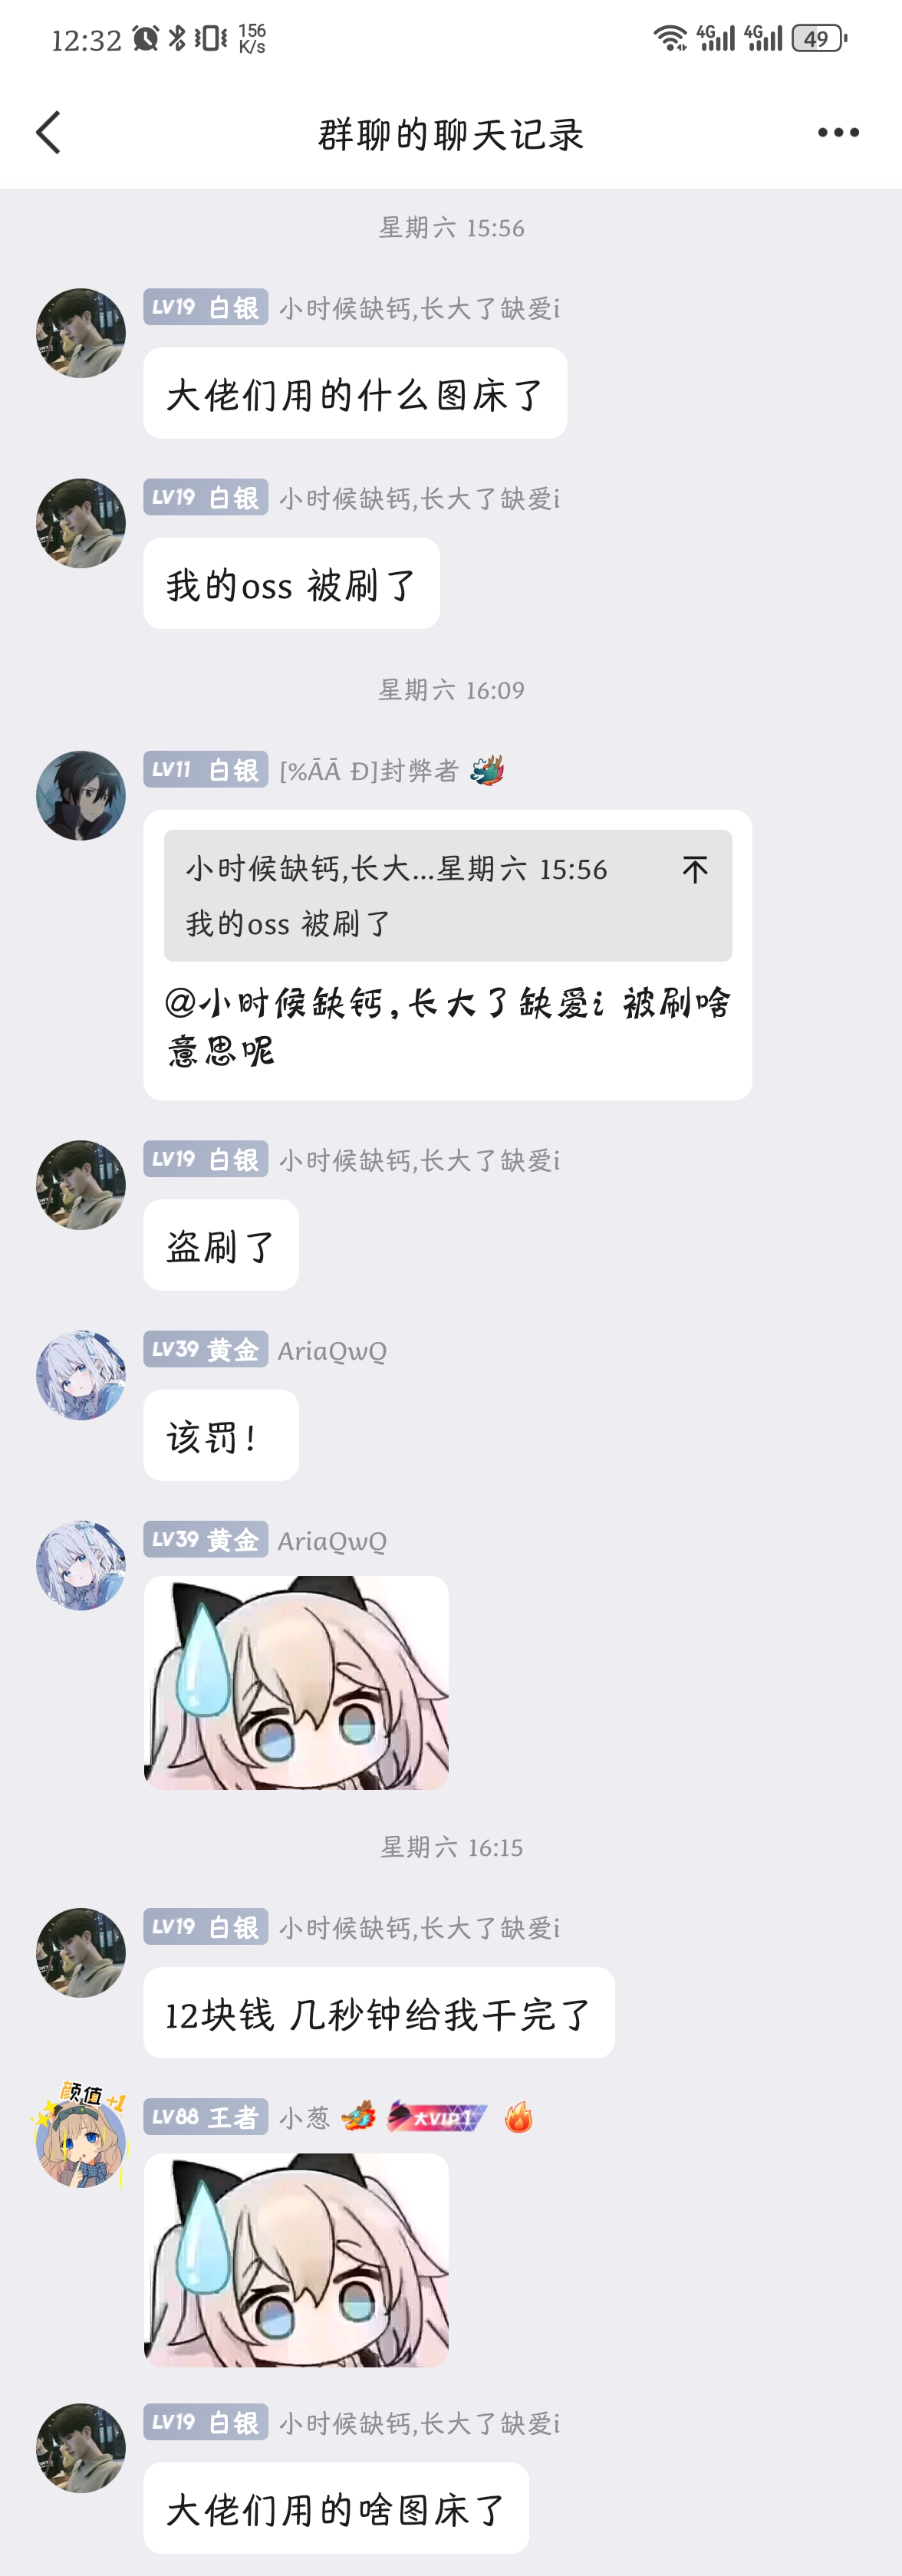 12:32 156 K/s 4G 4G 49
群聊的聊天记录
星期六 15:56
LV19 白银 小时候缺钙,长大了缺爱i
大佬们用的什么图床了
LV19 白银 小时候缺钙,长大了缺爱i
我的oss 被刷了
星期六 16:09
LV11 白银 [%ĀĀ Đ]封弊者
小时候缺钙,长大...星期六 15:56
我的oss 被刷了
@小时候缺钙,长大了缺爱i 被刷啥
意思呢
LV19 白银 小时候缺钙,长大了缺爱i
盗刷了
LV39 黄金 AriaQwQ
该罚!
LV39 黄金 AriaQwQ
星期六 16:15
LV19 白银 小时候缺钙,长大了缺爱i
12块钱 几秒钟给我干完了
颜值+1
LV88 王者 小葱 大VIP1
LV19 白银 小时候缺钙,长大了缺爱i
大佬们用的啥图床了